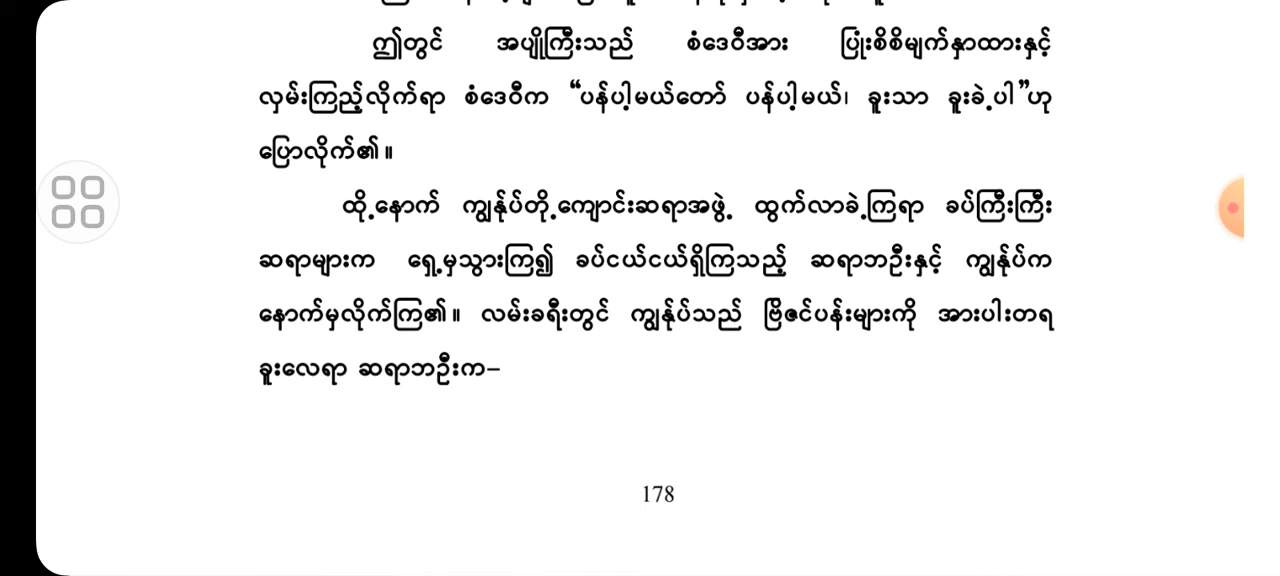 ဤတွင် အပျိုကြီးသည် စံဒေဝီအား ပြုံးစိစိမျက်နှာထားနှင့်
လှမ်းကြည့်လိုက်ရာ စံဒေဝီက “ပန်ပါ့မယ်တော် ပန်ပါ့မယ်၊ ခူးသာ ခူးခဲ့ပါ”ဟု
ပြောလိုက်၏။
ထို့နောက် ကျွန်ုပ်တို့ကျောင်းဆရာအဖွဲ့ ထွက်လာခဲ့ကြရာ ခပ်ကြီးကြီး
ဆရာများက ရှေ့မှသွားကြ၍ ခပ်ငယ်ငယ်ရှိကြသည့် ဆရာဘဦးနှင့် ကျွန်ုပ်က
နောက်မှလိုက်ကြ၏။ လမ်းခရီးတွင် ကျွန်ုပ်သည် ဗြိဇင်ပန်းများကို အားပါးတရ
ခူးလေရာ ဆရာဘဦးက–
178